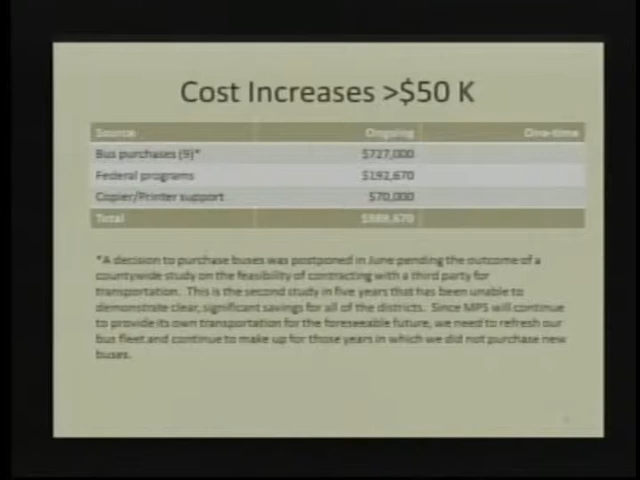 Cost Increases >$50 K
Source Ongoing One-time
Bus purchases (9)* $727,000
Federal programs $192,670
Copier/Printer support $70,000
Total $989,670
*A decision to purchase buses was postponed in June pending the outcome of a
countywide study on the feasibility of contracting with a third party for
transportation. This is the second study in five years that has been unable to
demonstrate clear, significant savings for all of the districts. Since MPS will continue
to provide its own transportation for the foreseeable future, we need to refresh our
bus fleet and continue to make up for those years in which we did not purchase new
buses.